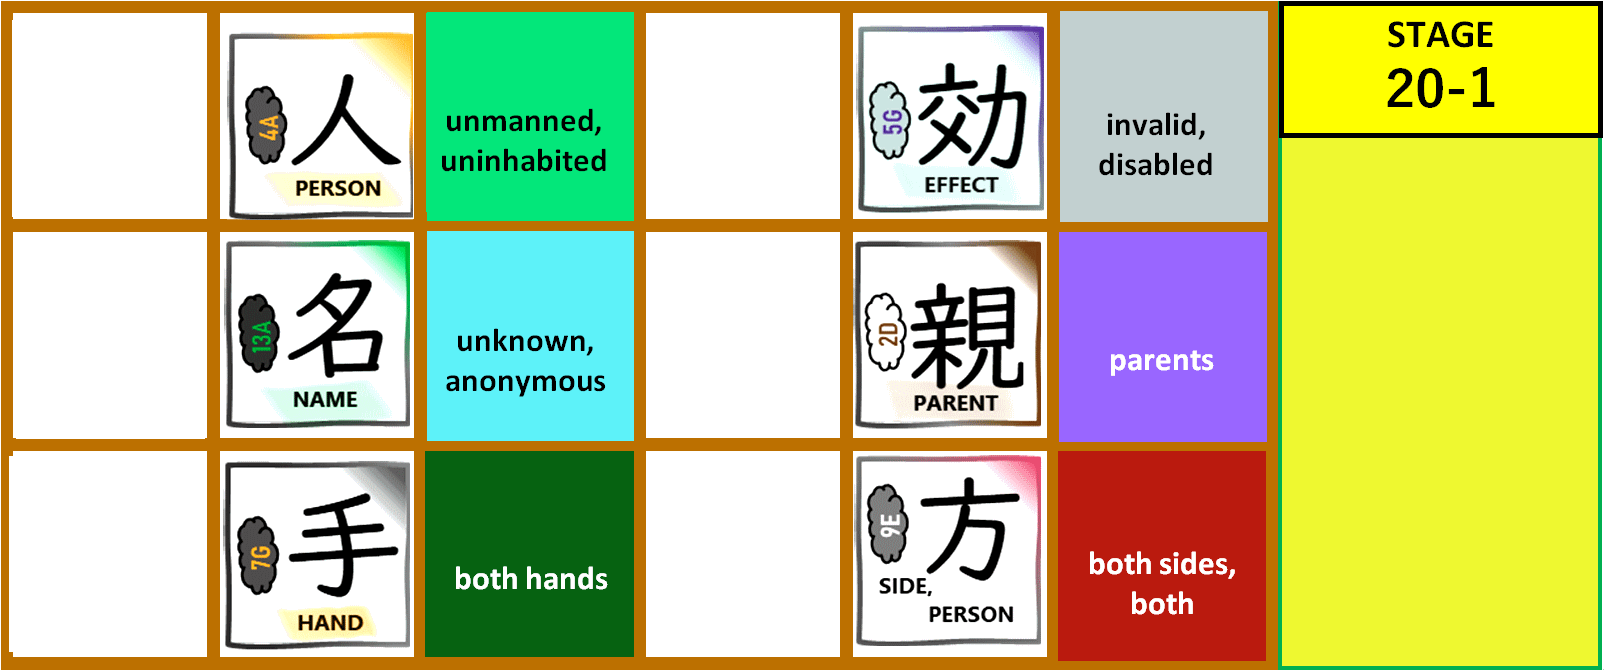 4A
人
PERSON
unmanned,
uninhabited
5G
効
EFFECT
invalid,
disabled
STAGE
20-1
13A
名
NAME
unknown,
anonymous
2D
親
PARENT
parents
7G
手
HAND
both hands
9E
方
SIDE,
PERSON
both sides,
both